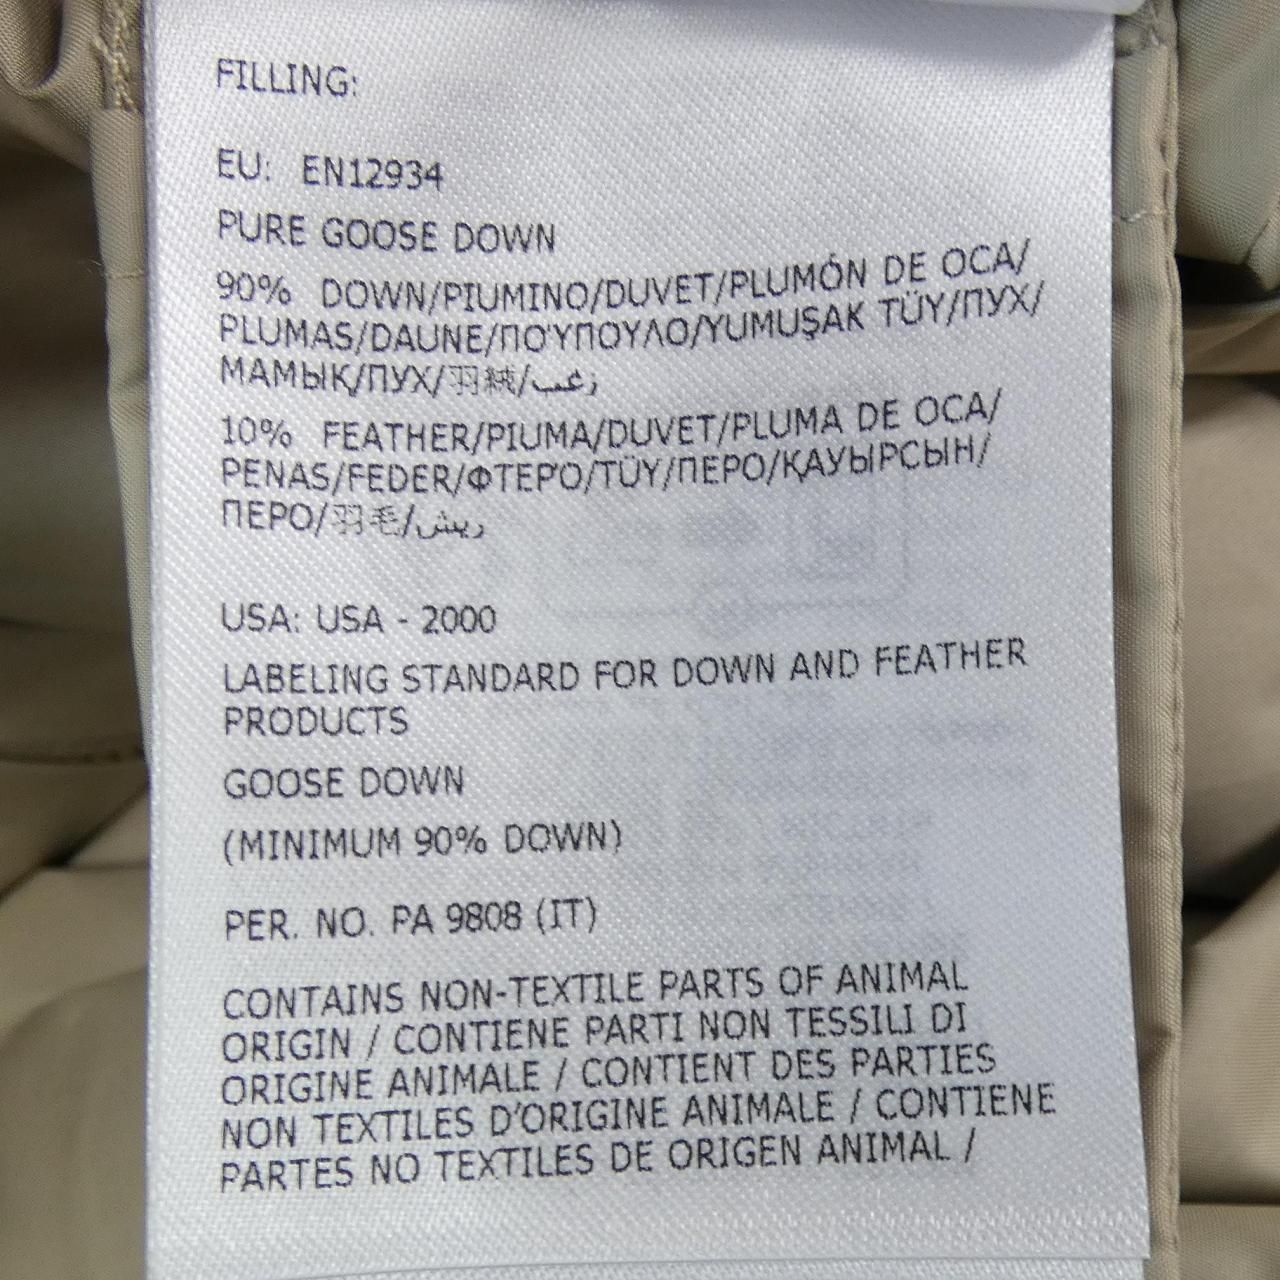 FILLING:
EU: EN12934
PURE GOOSE DOWN
90% DOWN/PIUMINO/DUVET/PLUMÓN DE OCA/
PLUMAS/DAUNE/ΠΟΎΠΟΥΛΟ/YUMUŞAK TÜY/ПУХ/
МАМЫҚ/ПУХ/羽絨/زغب
10% FEATHER/PIUMA/DUVET/PLUMA DE OCA/
PENAS/FEDER/ΦΤΕΡΌ/TÜY/ПЕРО/ҚАУЫРСЫН/
ПЕРО/羽毛/ريش
USA: USA - 2000
LABELING STANDARD FOR DOWN AND FEATHER
PRODUCTS
GOOSE DOWN
(MINIMUM 90% DOWN)
PER. NO. PA 9808 (IT)
CONTAINS NON-TEXTILE PARTS OF ANIMAL
ORIGIN / CONTIENE PARTI NON TESSILI DI
ORIGINE ANIMALE / CONTIENT DES PARTIES
NON TEXTILES D'ORIGINE ANIMALE / CONTIENE
PARTES NO TEXTILES DE ORIGEN ANIMAL /